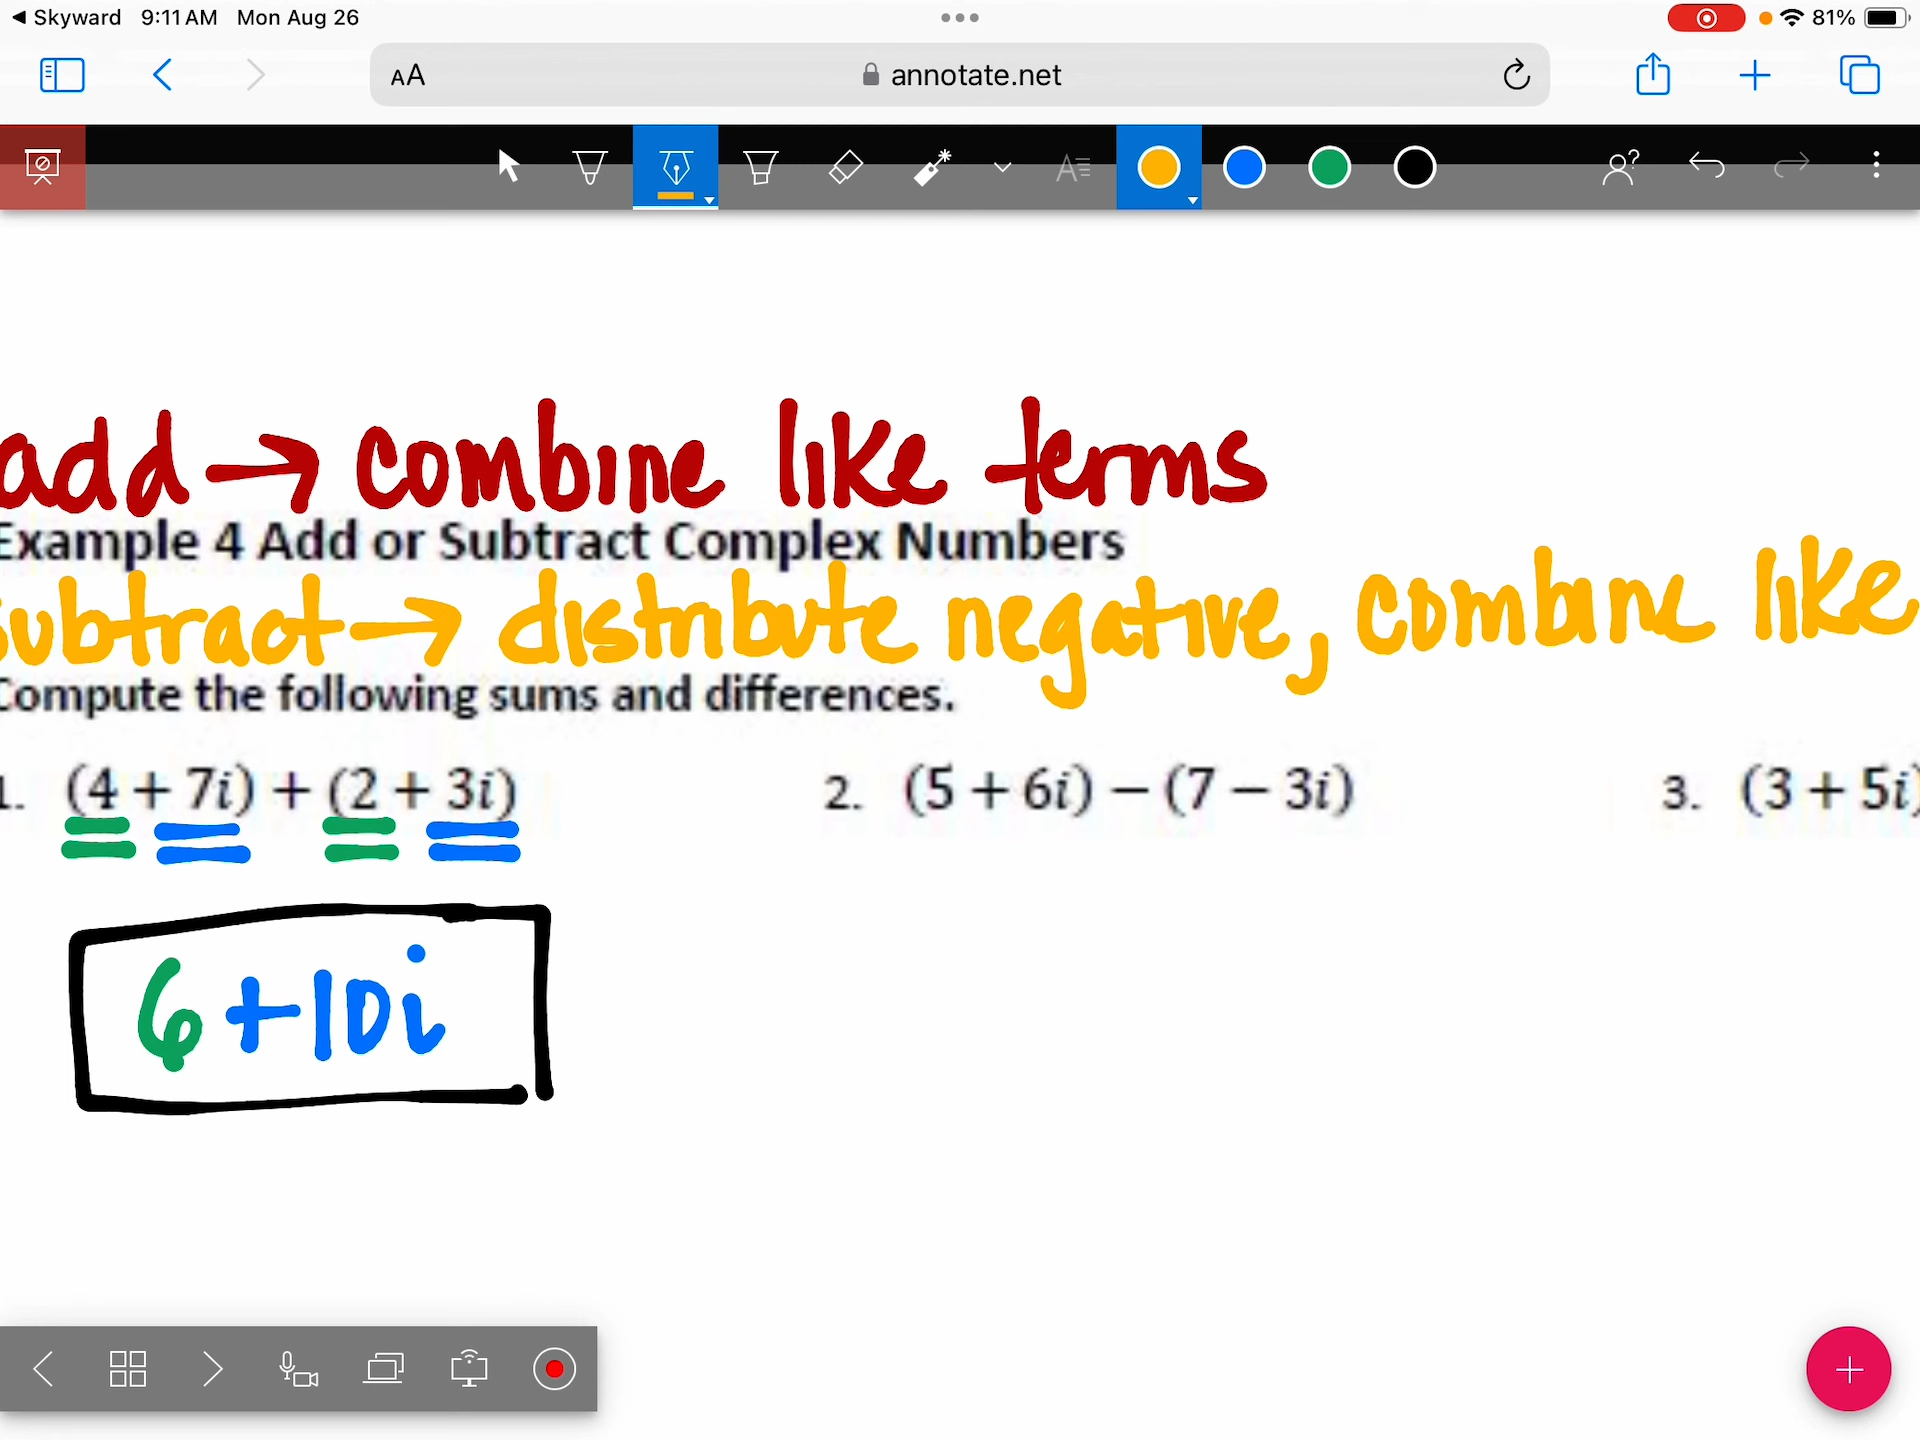 ◀ Skyward 9:11 AM Mon Aug 26
81%
AA annotate.net
add → combine like terms
Example 4 Add or Subtract Complex Numbers
subtract → distribute negative, combine like
Compute the following sums and differences.
1. (4 + 7i) + (2 + 3i) 2. (5 + 6i) − (7 − 3i) 3. (3 + 5i)
6 + 10i